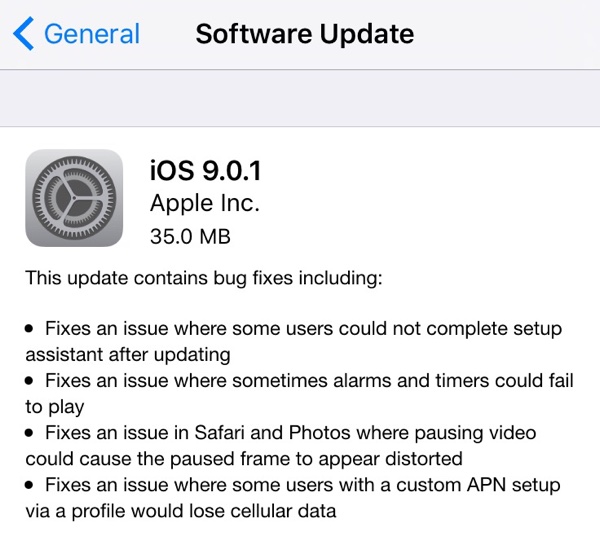 General
Software Update
iOS 9.0.1
Apple Inc.
35.0 MB
This update contains bug fixes including:
• Fixes an issue where some users could not complete setup
assistant after updating
• Fixes an issue where sometimes alarms and timers could fail
to play
• Fixes an issue in Safari and Photos where pausing video
could cause the paused frame to appear distorted
• Fixes an issue where some users with a custom APN setup
via a profile would lose cellular data